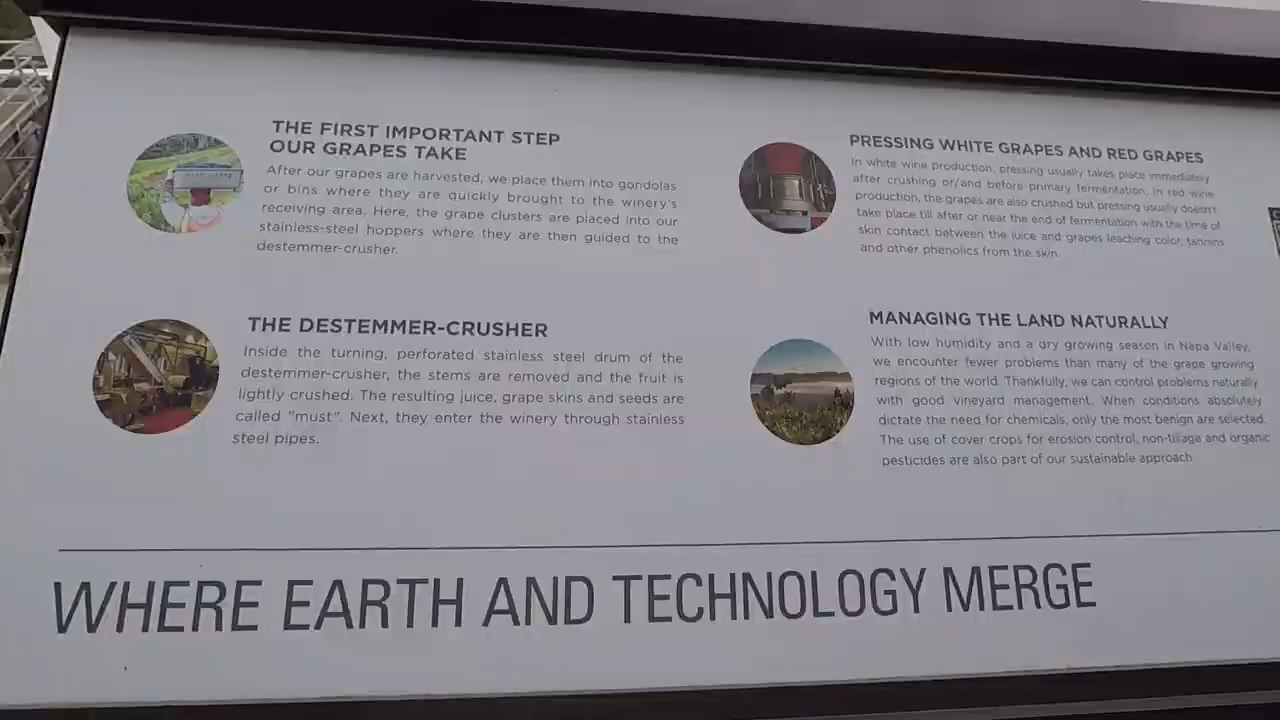 THE FIRST IMPORTANT STEP
OUR GRAPES TAKE
After our grapes are harvested, we place them into gondolas
or bins where they are quickly brought to the winery's
receiving area. Here, the grape clusters are placed into our
stainless-steel hoppers where they are then guided to the
destemmer-crusher.
THE DESTEMMER-CRUSHER
Inside the turning, perforated stainless steel drum of the
destemmer-crusher, the stems are removed and the fruit is
lightly crushed. The resulting juice, grape skins and seeds are
called "must". Next, they enter the winery through stainless
steel pipes.
PRESSING WHITE GRAPES AND RED GRAPES
In white wine production, pressing usually takes place immediately
after crushing or/and before primary fermentation. In red wine
production, the grapes are also crushed but pressing usually doesn't
take place till after or near the end of fermentation with the time of
skin contact between the juice and grapes leaching color, tannins
and other phenolics from the skin.
MANAGING THE LAND NATURALLY
With low humidity and a dry growing season in Napa Valley,
we encounter fewer problems than many of the grape growing
regions of the world. Thankfully, we can control problems naturally
with good vineyard management. When conditions absolutely
dictate the need for chemicals, only the most benign are selected.
The use of cover crops for erosion control, non-tillage and organic
pesticides are also part of our sustainable approach.
WHERE EARTH AND TECHNOLOGY MERGE